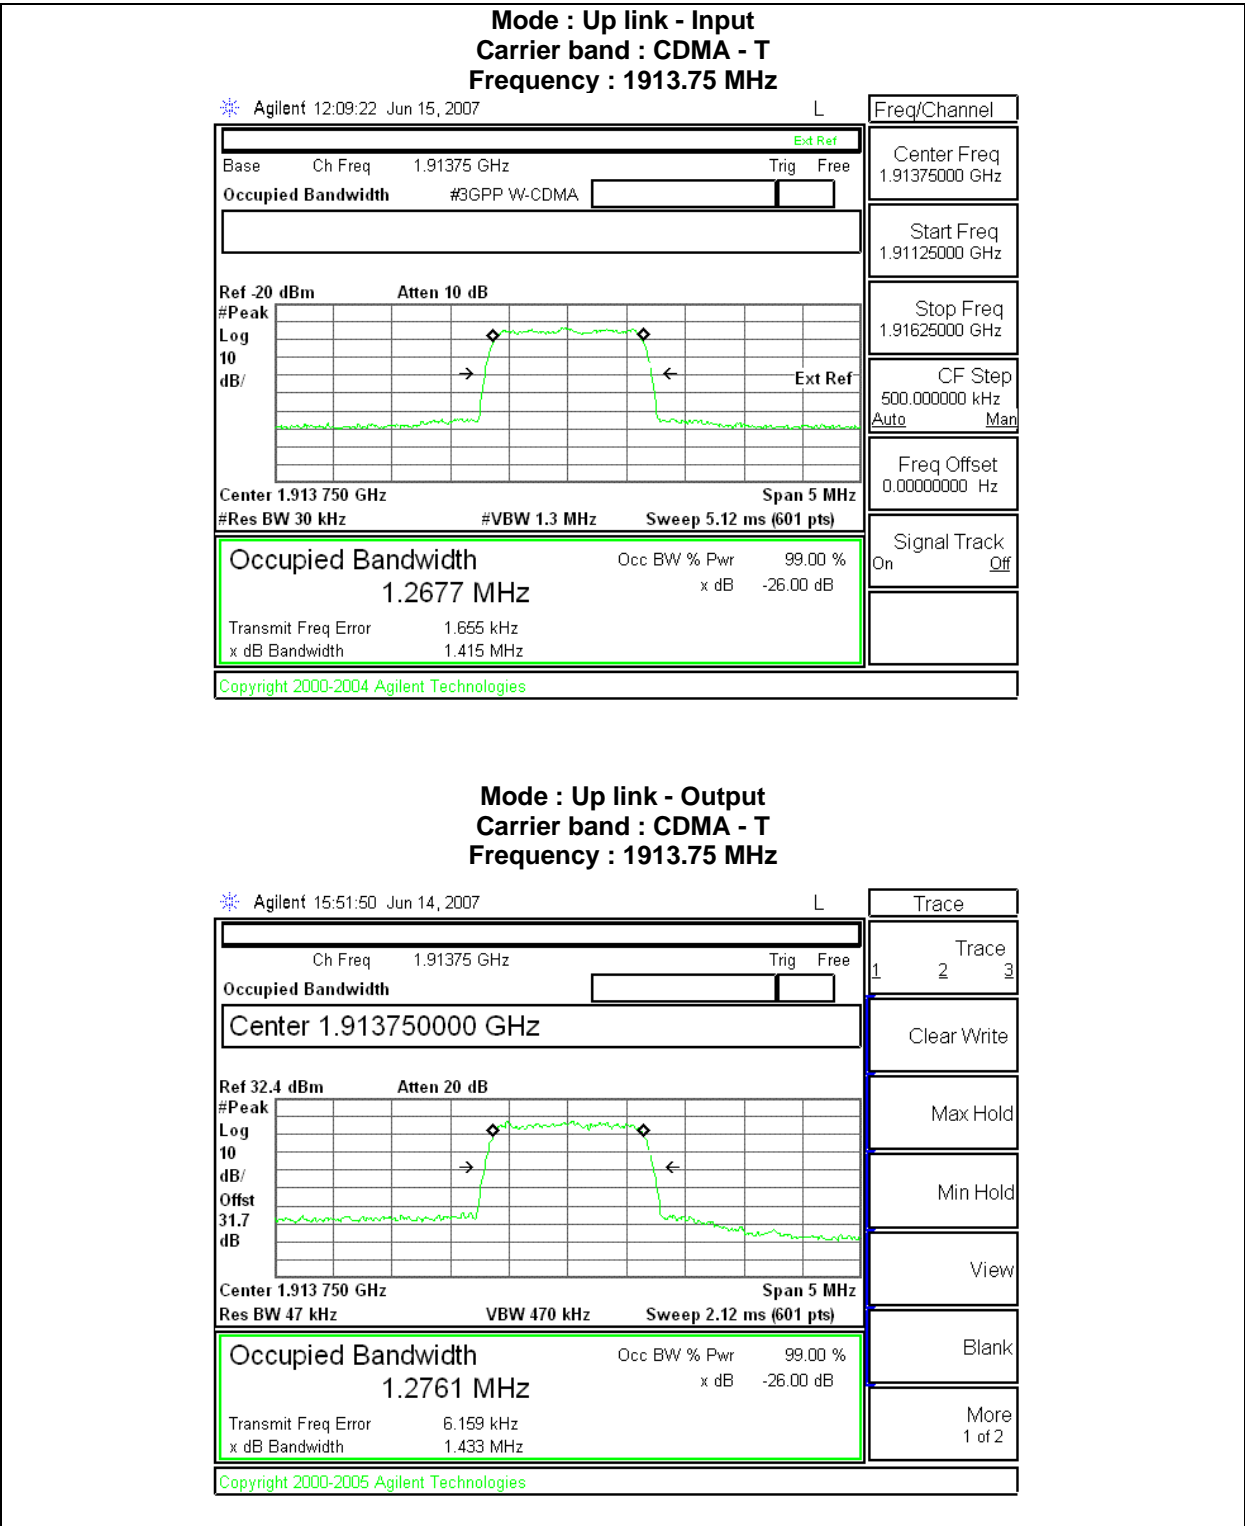 Mode : Up link - Input
Carrier band : CDMA - T
Frequency : 1913.75 MHz
Agilent 12:09:22 Jun 15, 2007 L Freq/Channel
Ext Ref
Base Ch Freq 1.91375 GHz Trig Free
Occupied Bandwidth #3GPP W-CDMA
Center Freq
1.91375000 GHz
Start Freq
1.91125000 GHz
Ref -20 dBm Atten 10 dB
#Peak
Log
10
dB/
Ext Ref
Stop Freq
1.91625000 GHz
CF Step
500.000000 kHz
Auto Man
Center 1.913 750 GHz Span 5 MHz
#Res BW 30 kHz #VBW 1.3 MHz Sweep 5.12 ms (601 pts)
Freq Offset
0.00000000 Hz
Signal Track
On Off
Occupied Bandwidth Occ BW % Pwr 99.00 %
1.2677 MHz x dB -26.00 dB
Transmit Freq Error 1.655 kHz
x dB Bandwidth 1.415 MHz
Copyright 2000-2004 Agilent Technologies
Mode : Up link - Output
Carrier band : CDMA - T
Frequency : 1913.75 MHz
Agilent 15:51:50 Jun 14, 2007 L Trace
Ch Freq 1.91375 GHz Trig Free
Occupied Bandwidth
Trace
1 2 3
Center 1.913750000 GHz
Clear Write
Ref 32.4 dBm Atten 20 dB
#Peak
Log
10
dB/
Offst
31.7
dB
Max Hold
Min Hold
View
Center 1.913 750 GHz Span 5 MHz
Res BW 47 kHz VBW 470 kHz Sweep 2.12 ms (601 pts)
Blank
Occupied Bandwidth Occ BW % Pwr 99.00 %
1.2761 MHz x dB -26.00 dB
Transmit Freq Error 6.159 kHz
x dB Bandwidth 1.433 MHz
More
1 of 2
Copyright 2000-2005 Agilent Technologies